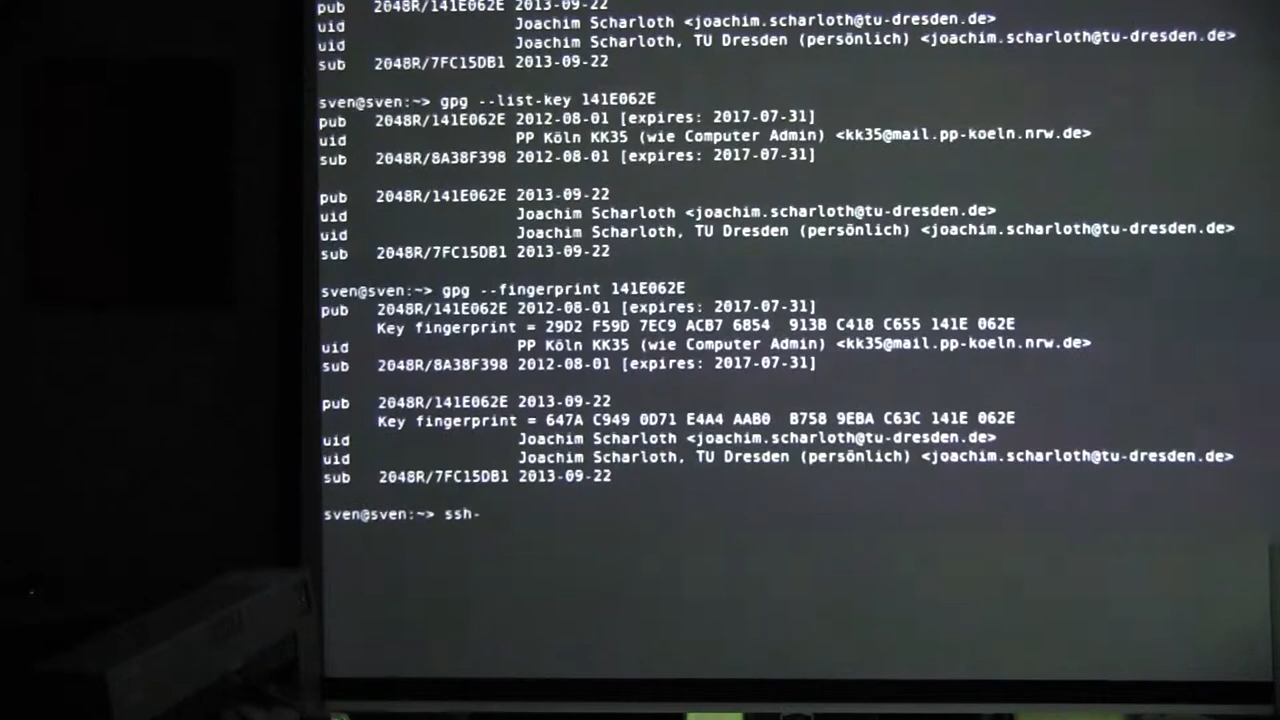 pub 2048R/141E062E 2013-09-22
uid Joachim Scharloth <joachim.scharloth@tu-dresden.de>
uid Joachim Scharloth, TU Dresden (persönlich) <joachim.scharloth@tu-dresden.de>
sub 2048R/7FC15DB1 2013-09-22
sven@sven:~> gpg --list-key 141E062E
pub 2048R/141E062E 2012-08-01 [expires: 2017-07-31]
uid PP Köln KK35 (wie Computer Admin) <kk35@mail.pp-koeln.nrw.de>
sub 2048R/8A38F398 2012-08-01 [expires: 2017-07-31]
pub 2048R/141E062E 2013-09-22
uid Joachim Scharloth <joachim.scharloth@tu-dresden.de>
uid Joachim Scharloth, TU Dresden (persönlich) <joachim.scharloth@tu-dresden.de>
sub 2048R/7FC15DB1 2013-09-22
sven@sven:~> gpg --fingerprint 141E062E
pub 2048R/141E062E 2012-08-01 [expires: 2017-07-31]
Key fingerprint = 29D2 F59D 7EC9 ACB7 6854 913B C418 C655 141E 062E
uid PP Köln KK35 (wie Computer Admin) <kk35@mail.pp-koeln.nrw.de>
sub 2048R/8A38F398 2012-08-01 [expires: 2017-07-31]
pub 2048R/141E062E 2013-09-22
Key fingerprint = 647A C949 0D71 E4A4 AAB0 B758 9EBA C63C 141E 062E
uid Joachim Scharloth <joachim.scharloth@tu-dresden.de>
uid Joachim Scharloth, TU Dresden (persönlich) <joachim.scharloth@tu-dresden.de>
sub 2048R/7FC15DB1 2013-09-22
sven@sven:~> ssh-